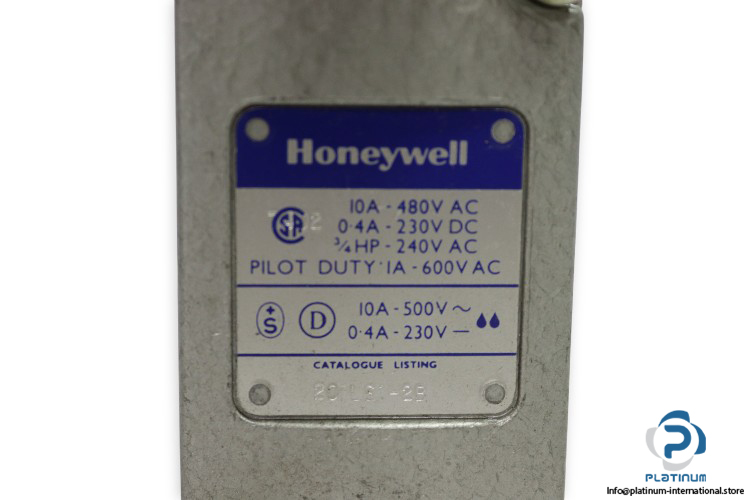 Honeywell
10A - 480V AC
0·4A - 230V DC
¾HP - 240V AC
PILOT DUTY 1A - 600V AC
SA
+
S
D
10A - 500V ~
0·4A - 230V —
CATALOGUE LISTING
PLATINUM
Info@platinum-international.store